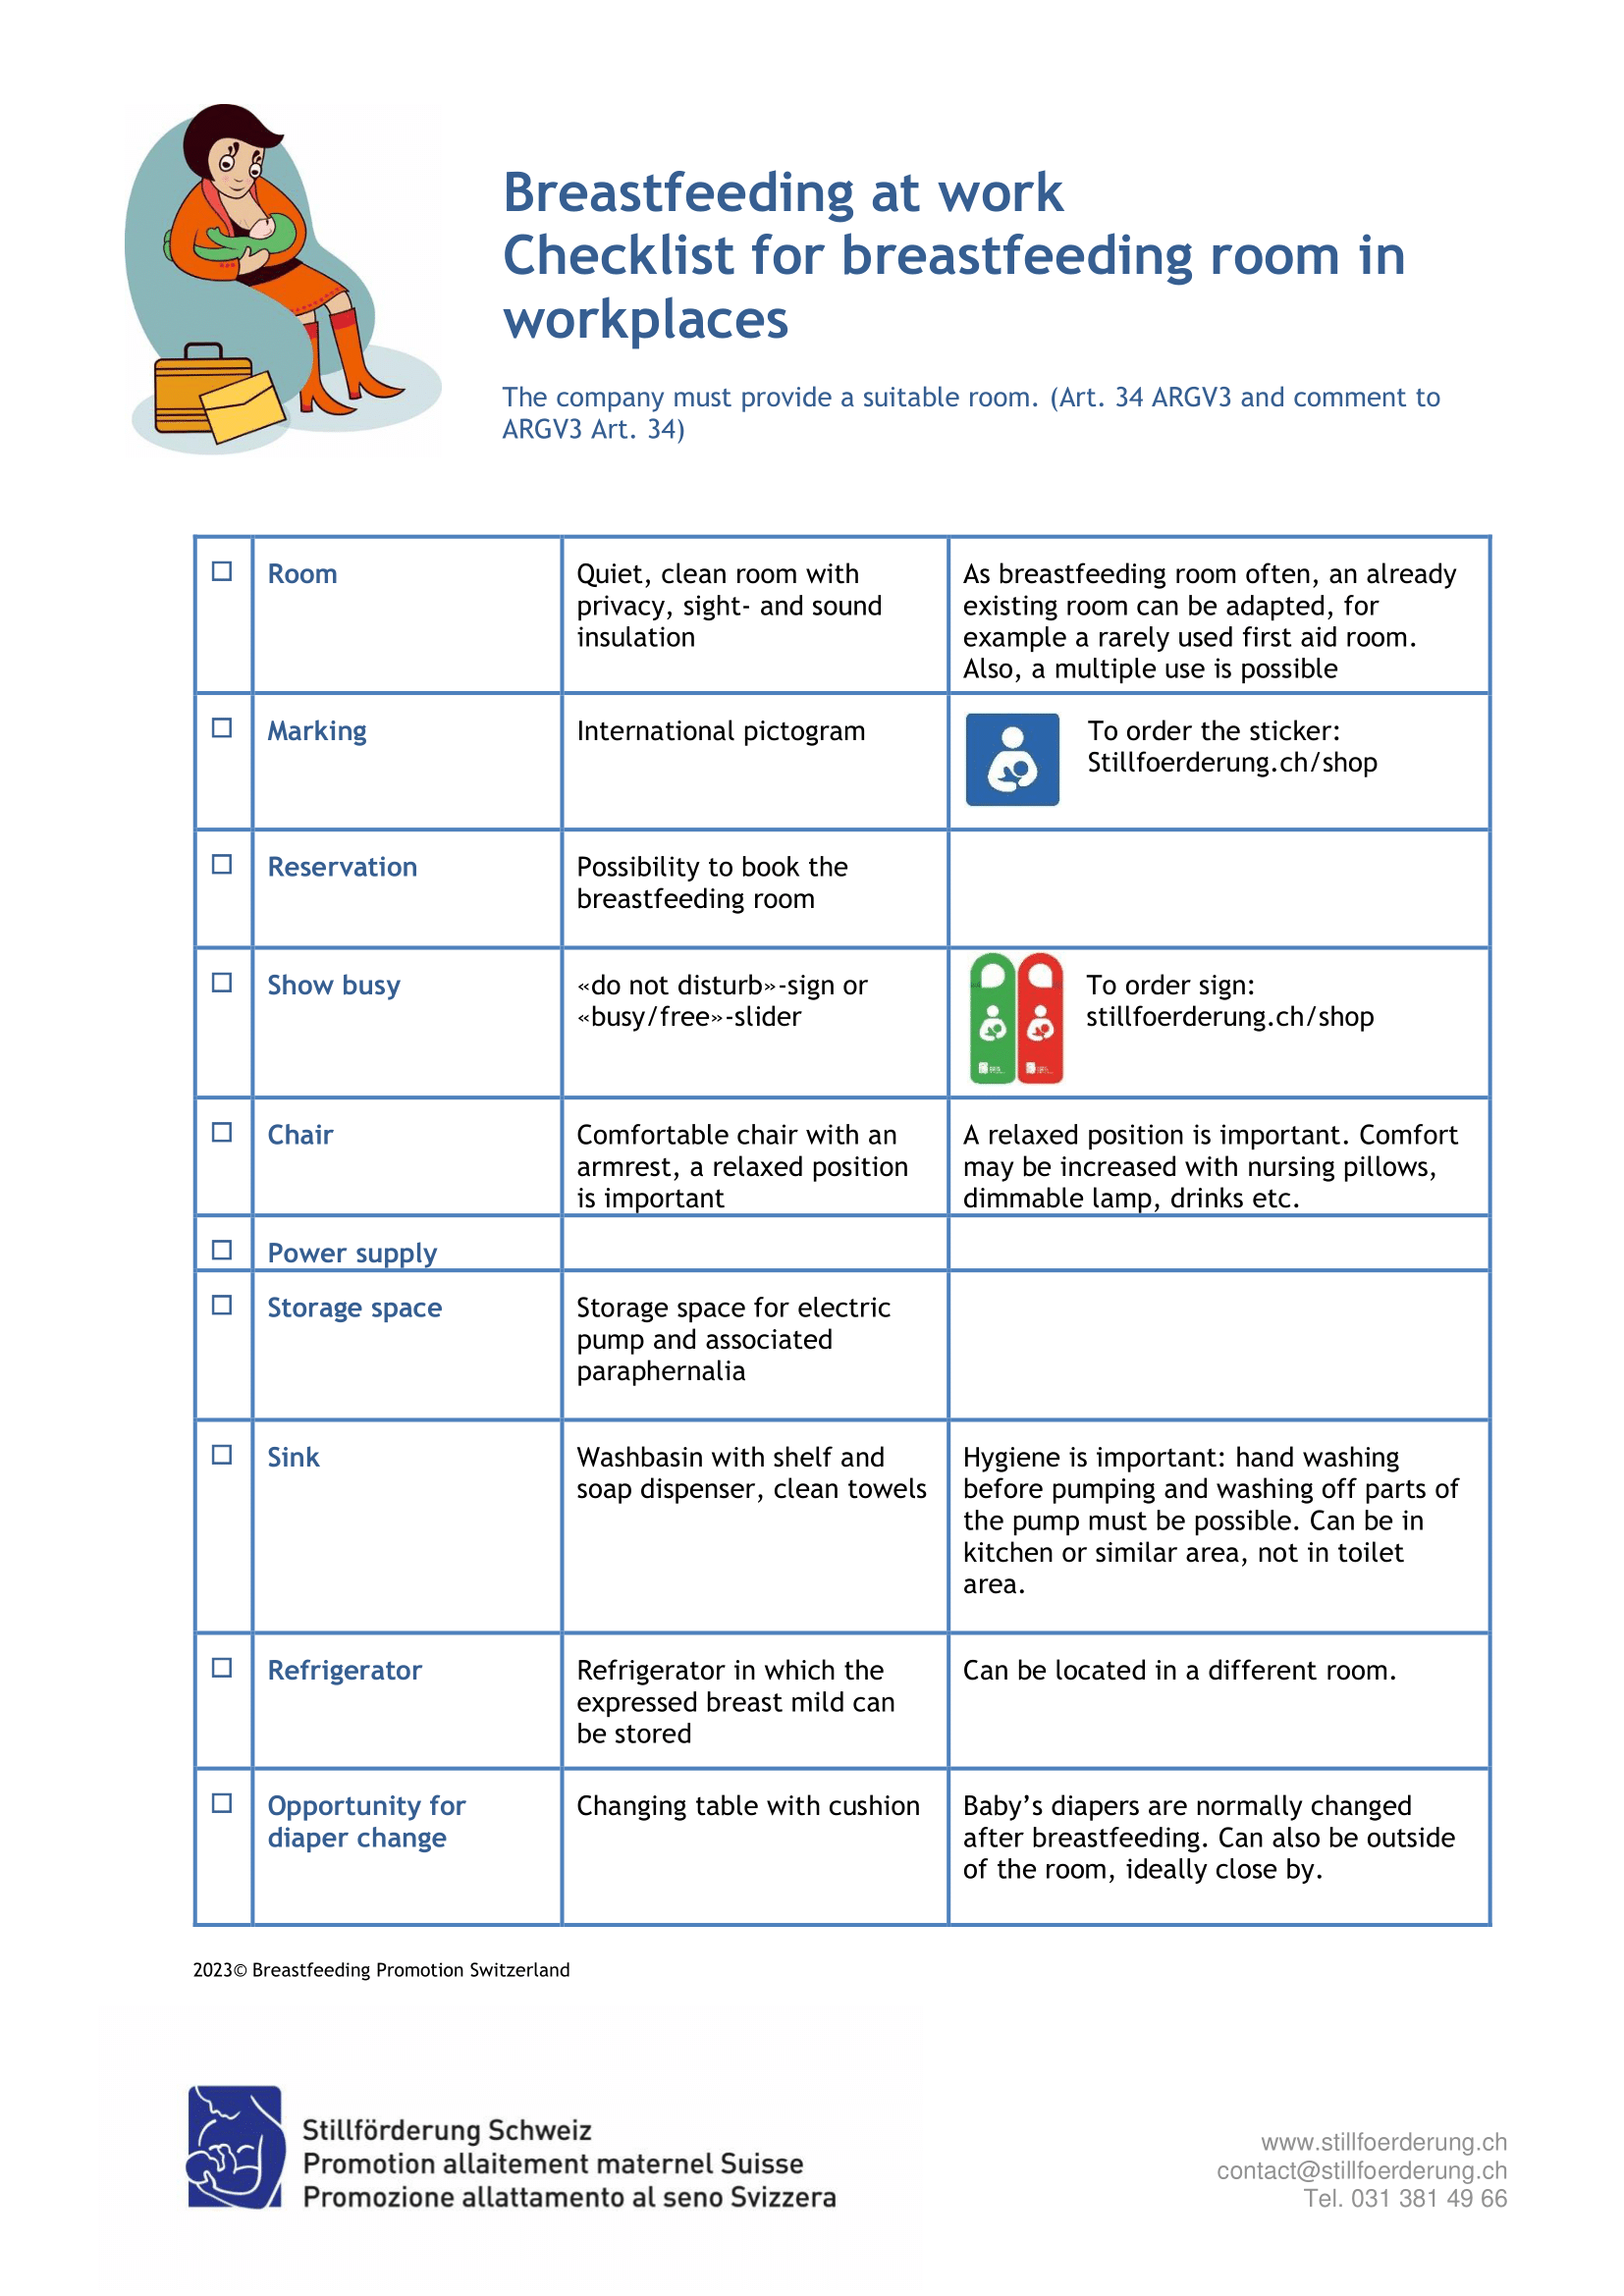 Breastfeeding at work
Checklist for breastfeeding room in
workplaces
The company must provide a suitable room. (Art. 34 ARGV3 and comment to
ARGV3 Art. 34)
☐ Room
Quiet, clean room with
privacy, sight- and sound
insulation
As breastfeeding room often, an already
existing room can be adapted, for
example a rarely used first aid room.
Also, a multiple use is possible
☐ Marking
International pictogram
To order the sticker:
Stillfoerderung.ch/shop
☐ Reservation
Possibility to book the
breastfeeding room
☐ Show busy
«do not disturb»-sign or
«busy/free»-slider
To order sign:
stillfoerderung.ch/shop
☐ Chair
Comfortable chair with an
armrest, a relaxed position
is important
A relaxed position is important. Comfort
may be increased with nursing pillows,
dimmable lamp, drinks etc.
☐ Power supply
☐ Storage space
Storage space for electric
pump and associated
paraphernalia
☐ Sink
Washbasin with shelf and
soap dispenser, clean towels
Hygiene is important: hand washing
before pumping and washing off parts of
the pump must be possible. Can be in
kitchen or similar area, not in toilet
area.
☐ Refrigerator
Refrigerator in which the
expressed breast mild can
be stored
Can be located in a different room.
☐ Opportunity for
diaper change
Changing table with cushion
Baby’s diapers are normally changed
after breastfeeding. Can also be outside
of the room, ideally close by.
2023© Breastfeeding Promotion Switzerland
Stillförderung Schweiz
Promotion allaitement maternel Suisse
Promozione allattamento al seno Svizzera
www.stillfoerderung.ch
contact@stillfoerderung.ch
Tel. 031 381 49 66